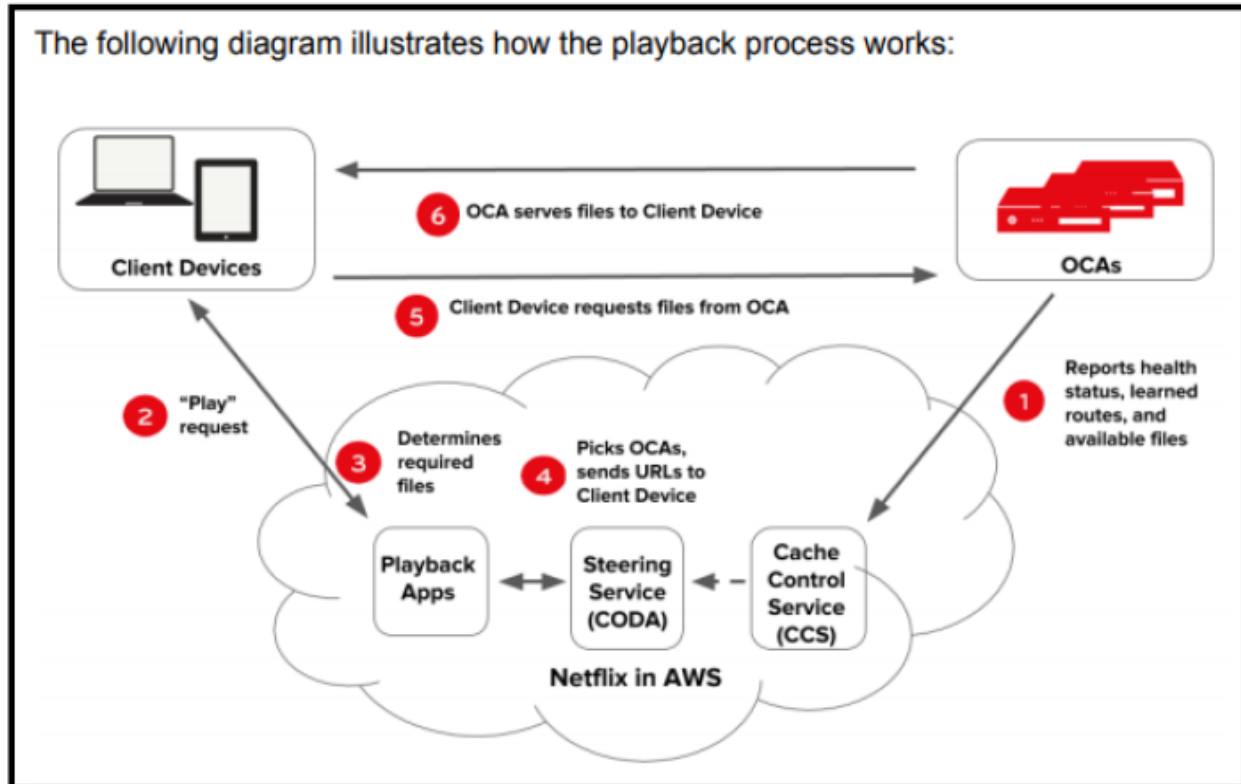 The following diagram illustrates how the playback process works:
Client Devices
OCAs
6 OCA serves files to Client Device
5 Client Device requests files from OCA
1 Reports health
status, learned
routes, and
available files
2 “Play”
request
3 Determines
required
files
4 Picks OCAs,
sends URLs to
Client Device
Playback
Apps
Steering
Service
(CODA)
Cache
Control
Service
(CCS)
Netflix in AWS